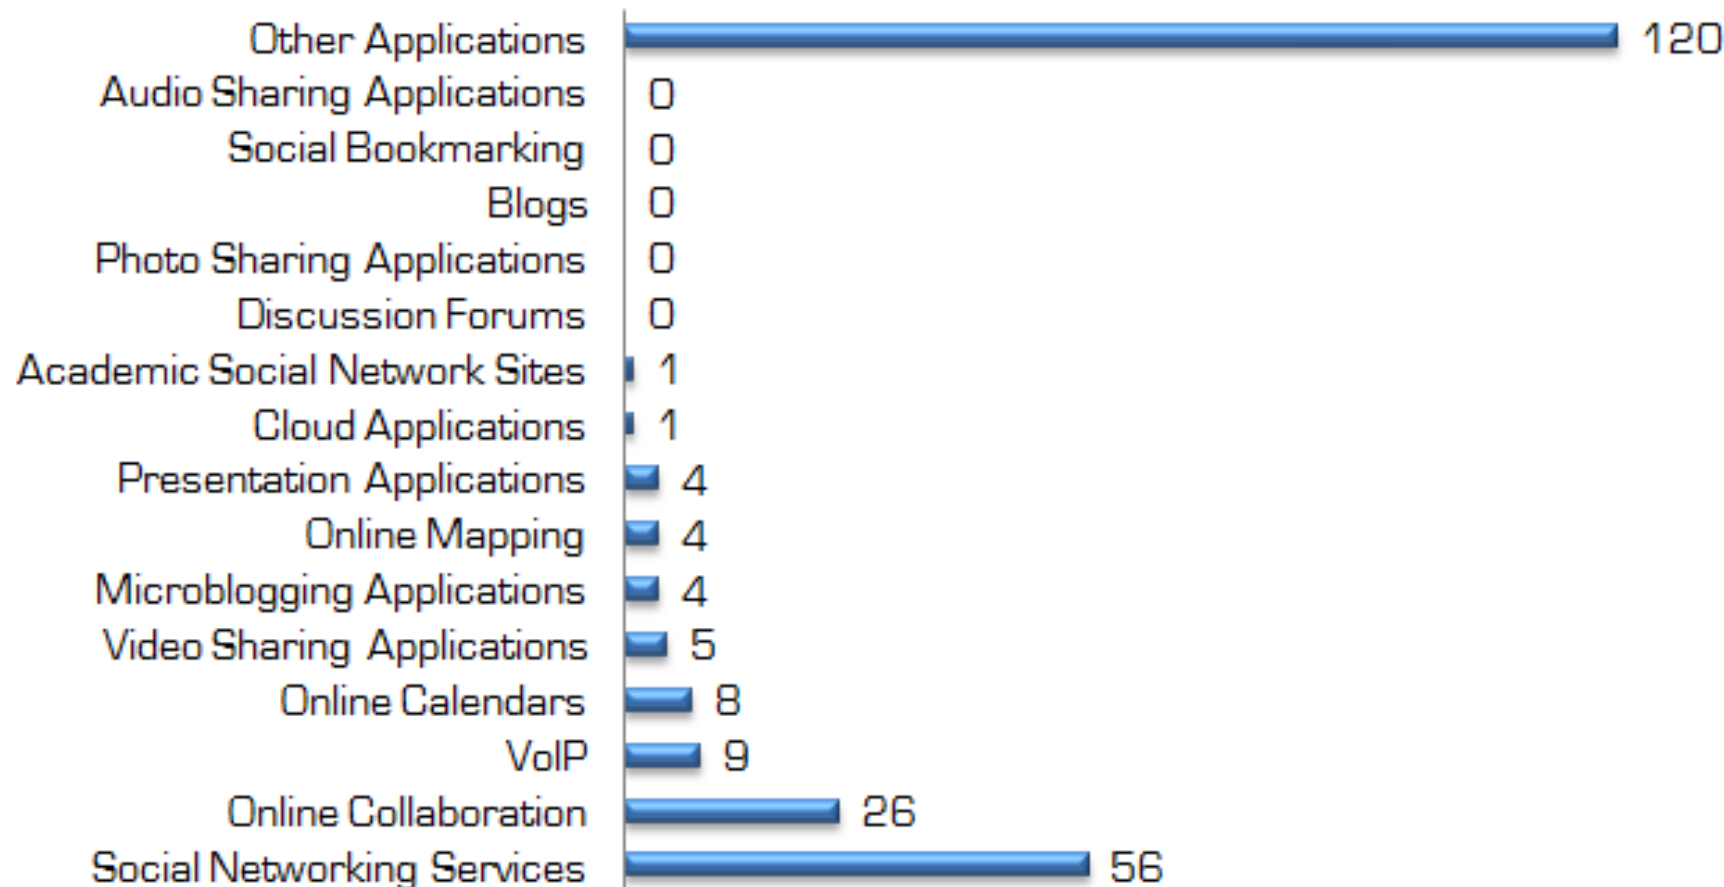 Other Applications 120
Audio Sharing Applications 0
Social Bookmarking 0
Blogs 0
Photo Sharing Applications 0
Discussion Forums 0
Academic Social Network Sites 1
Cloud Applications 1
Presentation Applications 4
Online Mapping 4
Microblogging Applications 4
Video Sharing Applications 5
Online Calendars 8
VoIP 9
Online Collaboration 26
Social Networking Services 56